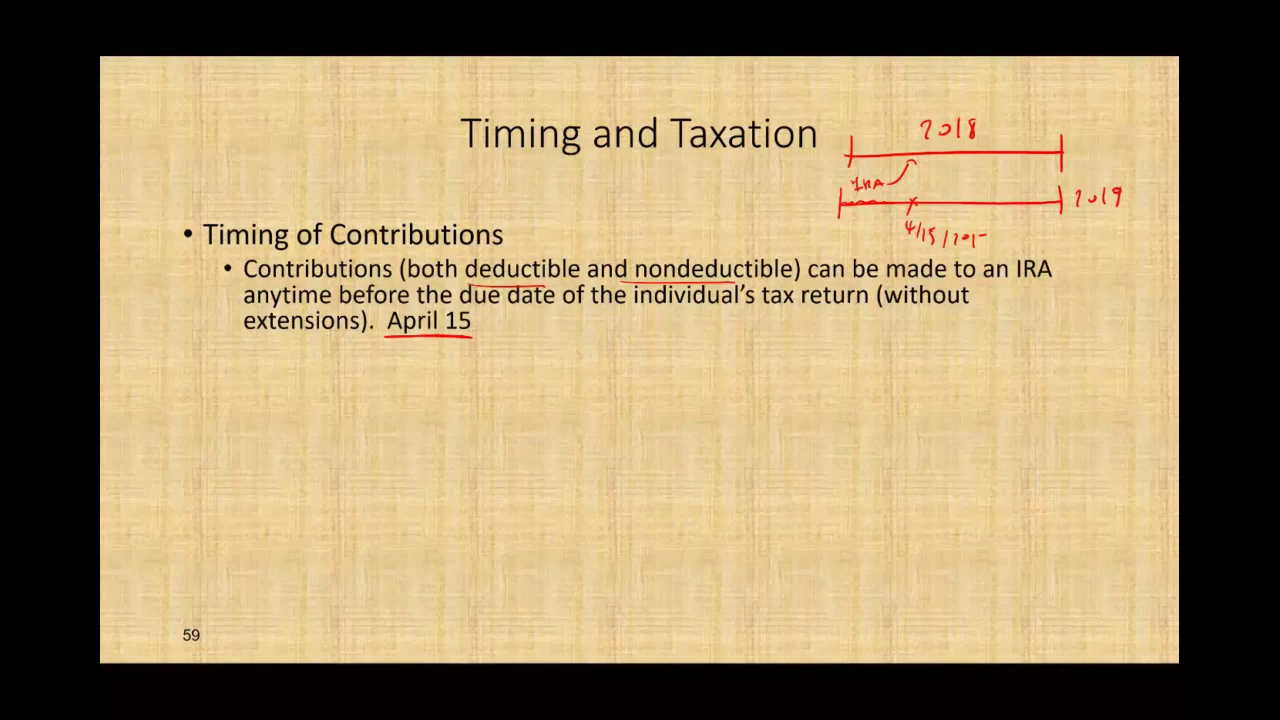 Timing and Taxation
2018
IRA
2019
4/15/201
• Timing of Contributions
• Contributions (both deductible and nondeductible) can be made to an IRA
anytime before the due date of the individual's tax return (without
extensions). April 15
59